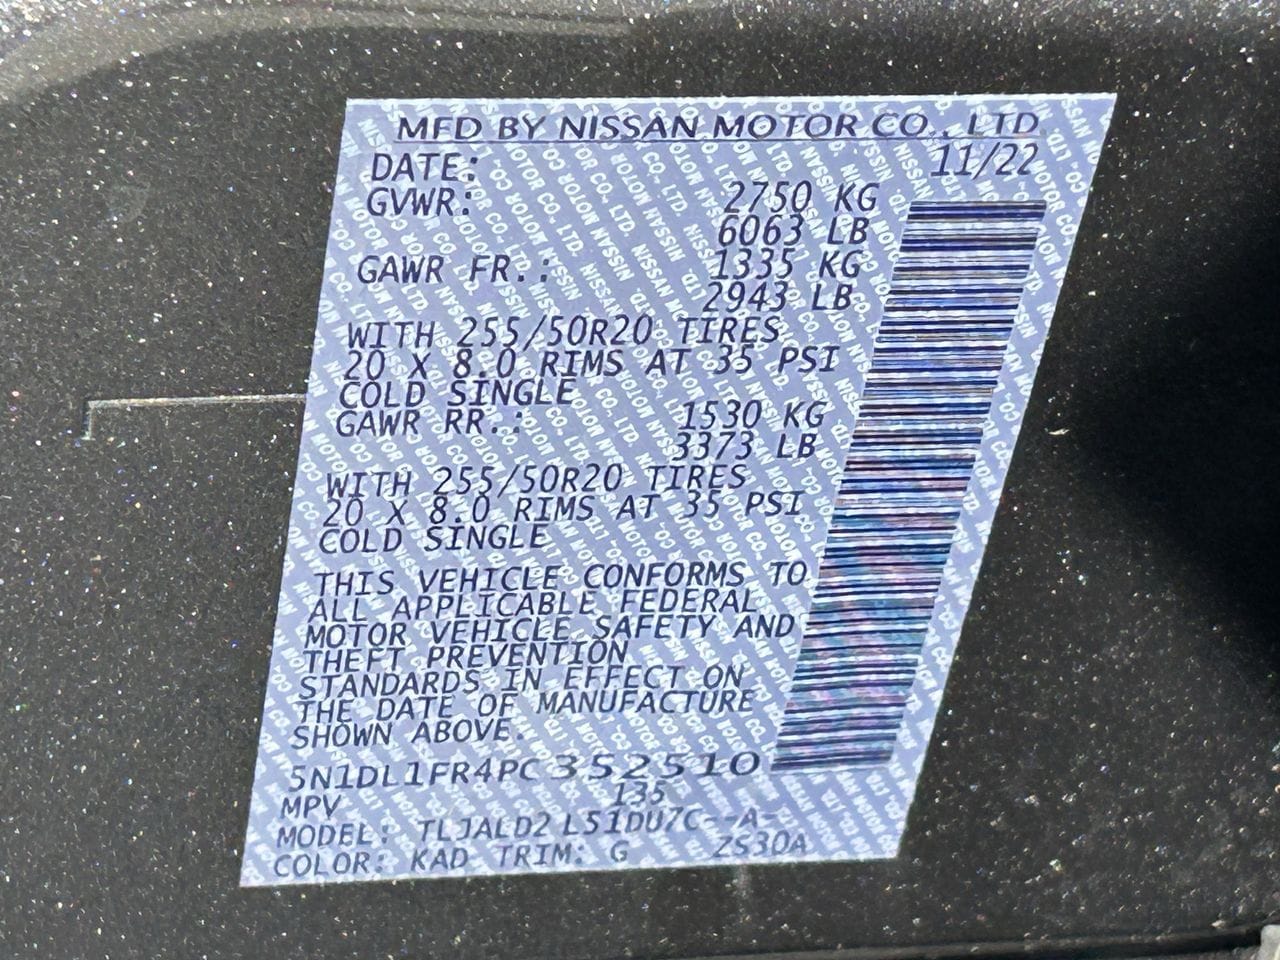 MFD BY NISSAN MOTOR CO., LTD.
DATE: 11/22
GVWR: 2750 KG
6063 LB
GAWR FR.: 1335 KG
2943 LB
WITH 255/50R20 TIRES
20 X 8.0 RIMS AT 35 PSI
COLD SINGLE
GAWR RR.: 1530 KG
3373 LB
WITH 255/50R20 TIRES
20 X 8.0 RIMS AT 35 PSI
COLD SINGLE
THIS VEHICLE CONFORMS TO
ALL APPLICABLE FEDERAL
MOTOR VEHICLE SAFETY AND
THEFT PREVENTION
STANDARDS IN EFFECT ON
THE DATE OF MANUFACTURE
SHOWN ABOVE.
5N1DL1FR4PC352510
MPV 135
MODEL: TLJALD2 L51DU7C--A-
COLOR: KAD TRIM: G ZS30A